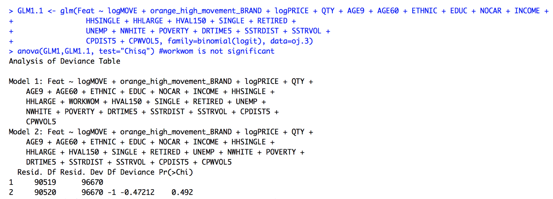 > GLM1.1 <- glm(Feat ~ logMOVE + orange_high_movement_BRAND + logPRICE + QTY + AGE9 + AGE60 + ETHNIC + EDUC + NOCAR + INCOME +
+ HHSINGLE + HHLARGE + HVAL150 + SINGLE + RETIRED +
+ UNEMP + NWHITE + POVERTY + DRTIME5 + SSTRDIST + SSTRVOL +
+ CPDIST5 + CPWVOL5, family=binomial(logit), data=oj.3)
> anova(GLM1,GLM1.1, test="Chisq") #workwom is not significant
Analysis of Deviance Table
Model 1: Feat ~ logMOVE + orange_high_movement_BRAND + logPRICE + QTY +
AGE9 + AGE60 + ETHNIC + EDUC + NOCAR + INCOME + HHSINGLE +
HHLARGE + WORKWOM + HVAL150 + SINGLE + RETIRED + UNEMP +
NWHITE + POVERTY + DRTIME5 + SSTRDIST + SSTRVOL + CPDIST5 +
CPWVOL5
Model 2: Feat ~ logMOVE + orange_high_movement_BRAND + logPRICE + QTY +
AGE9 + AGE60 + ETHNIC + EDUC + NOCAR + INCOME + HHSINGLE +
HHLARGE + HVAL150 + SINGLE + RETIRED + UNEMP + NWHITE + POVERTY +
DRTIME5 + SSTRDIST + SSTRVOL + CPDIST5 + CPWVOL5
Resid. Df Resid. Dev Df Deviance Pr(>Chi)
1 90519 96670
2 90520 96670 -1 -0.47212 0.492